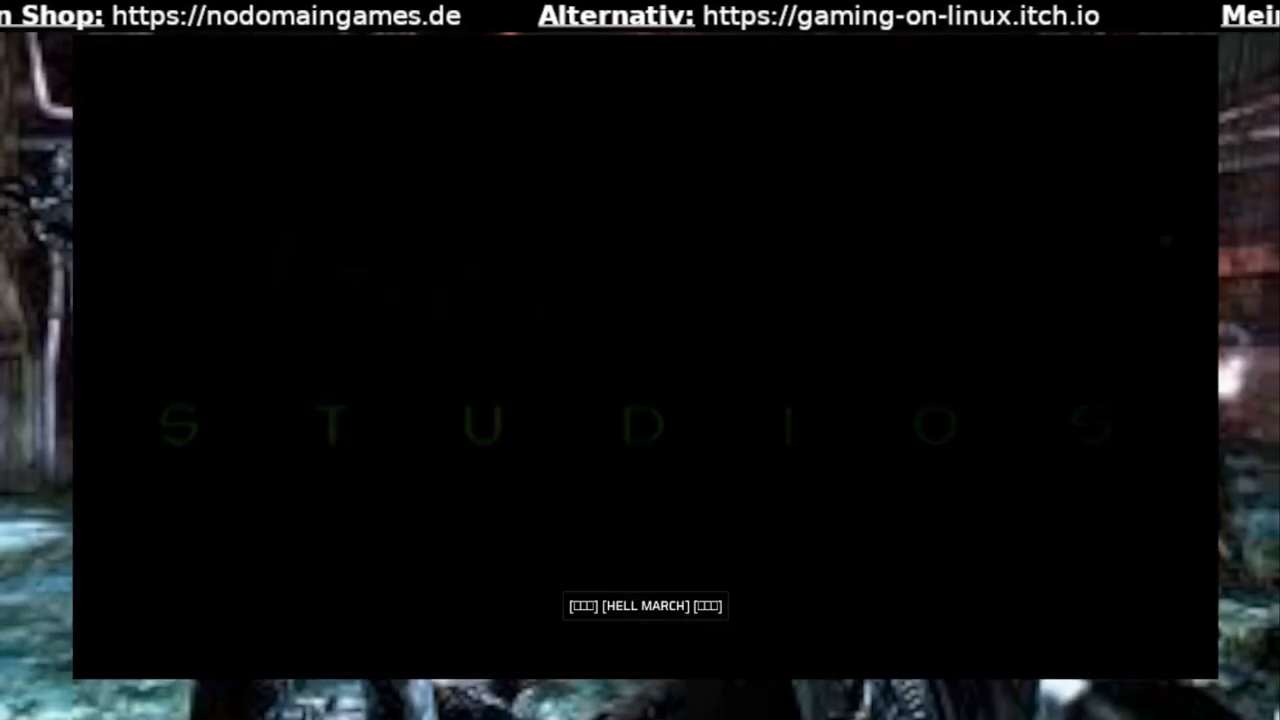 n Shop: https://nodomaingames.de Alternativ: https://gaming-on-linux.itch.io Mei
S T U D I O S
[□□□] [HELL MARCH] [□□□]